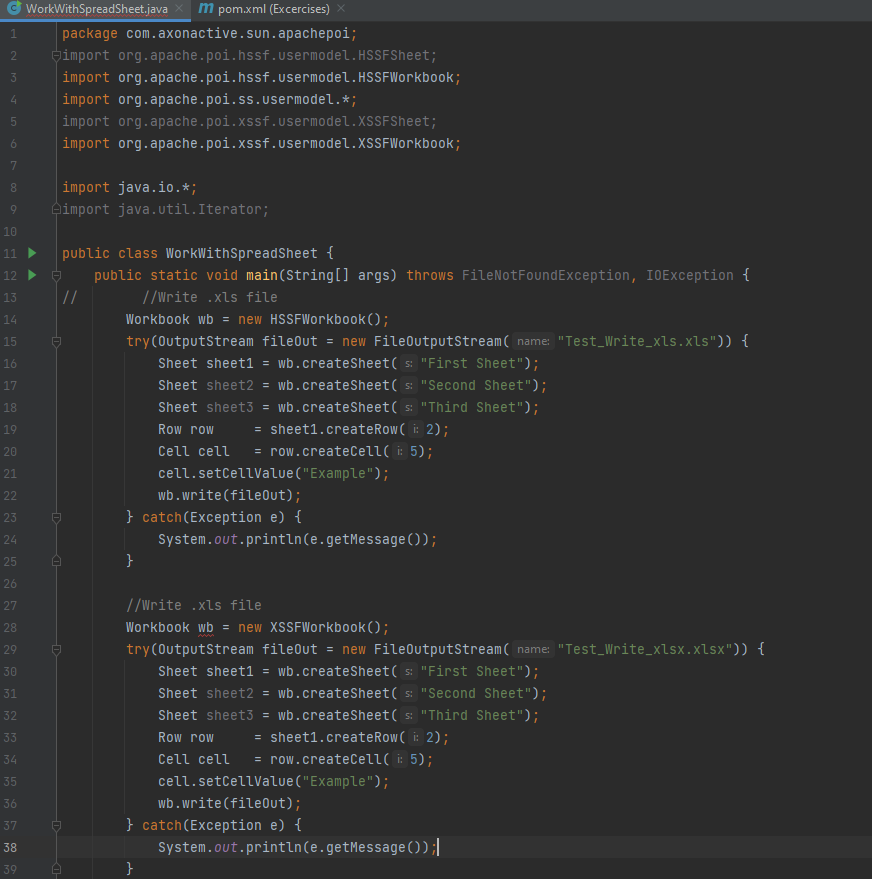 WorkWithSpreadSheet.java × m pom.xml (Excercises) ×
1 package com.axonactive.sun.apachepoi;
2 import org.apache.poi.hssf.usermodel.HSSFSheet;
3 import org.apache.poi.hssf.usermodel.HSSFWorkbook;
4 import org.apache.poi.ss.usermodel.*;
5 import org.apache.poi.xssf.usermodel.XSSFSheet;
6 import org.apache.poi.xssf.usermodel.XSSFWorkbook;
7
8 import java.io.*;
9 import java.util.Iterator;
10
11 public class WorkWithSpreadSheet {
12     public static void main(String[] args) throws FileNotFoundException, IOException {
13 //        //Write .xls file
14         Workbook wb = new HSSFWorkbook();
15         try(OutputStream fileOut = new FileOutputStream( name: "Test_Write_xls.xls")) {
16             Sheet sheet1 = wb.createSheet( s: "First Sheet");
17             Sheet sheet2 = wb.createSheet( s: "Second Sheet");
18             Sheet sheet3 = wb.createSheet( s: "Third Sheet");
19             Row row     = sheet1.createRow( i: 2);
20             Cell cell   = row.createCell( i: 5);
21             cell.setCellValue("Example");
22             wb.write(fileOut);
23         } catch(Exception e) {
24             System.out.println(e.getMessage());
25         }
26
27         //Write .xls file
28         Workbook wb = new XSSFWorkbook();
29         try(OutputStream fileOut = new FileOutputStream( name: "Test_Write_xlsx.xlsx")) {
30             Sheet sheet1 = wb.createSheet( s: "First Sheet");
31             Sheet sheet2 = wb.createSheet( s: "Second Sheet");
32             Sheet sheet3 = wb.createSheet( s: "Third Sheet");
33             Row row     = sheet1.createRow( i: 2);
34             Cell cell   = row.createCell( i: 5);
35             cell.setCellValue("Example");
36             wb.write(fileOut);
37         } catch(Exception e) {
38             System.out.println(e.getMessage());
39         }